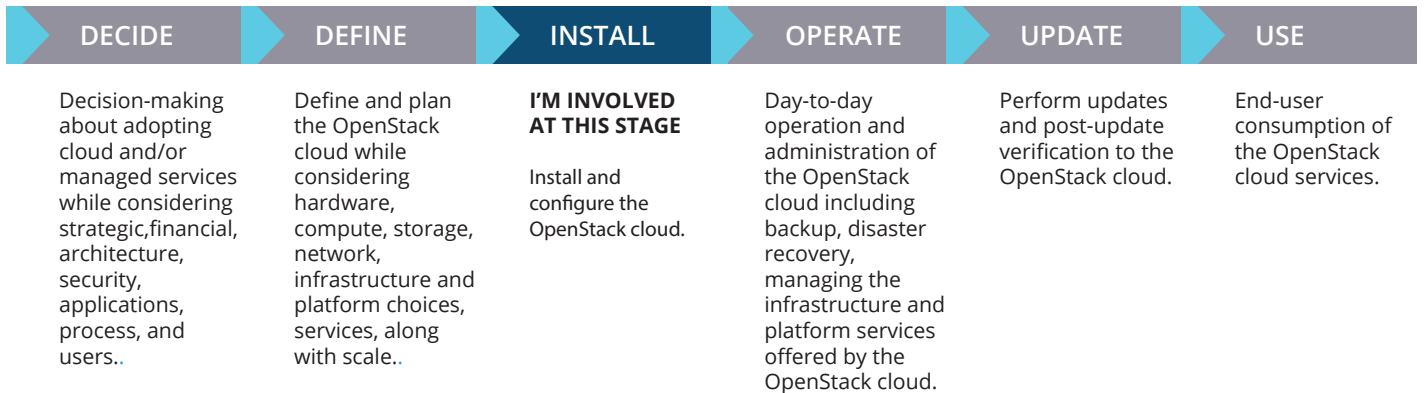 DECIDE
DEFINE
INSTALL
OPERATE
UPDATE
USE
Decision-making
about adopting
cloud and/or
managed services
while considering
strategic,financial,
architecture,
security,
applications,
process, and
users..
Define and plan
the OpenStack
cloud while
considering
hardware,
compute, storage,
network,
infrastructure and
platform choices,
services, along
with scale..
I'M INVOLVED
AT THIS STAGE
Install and
configure the
OpenStack cloud.
Day-to-day
operation and
administration of
the OpenStack
cloud including
backup, disaster
recovery,
managing the
infrastructure and
platform services
offered by the
OpenStack cloud.
Perform updates
and post-update
verification to the
OpenStack cloud.
End-user
consumption of
the OpenStack
cloud services.